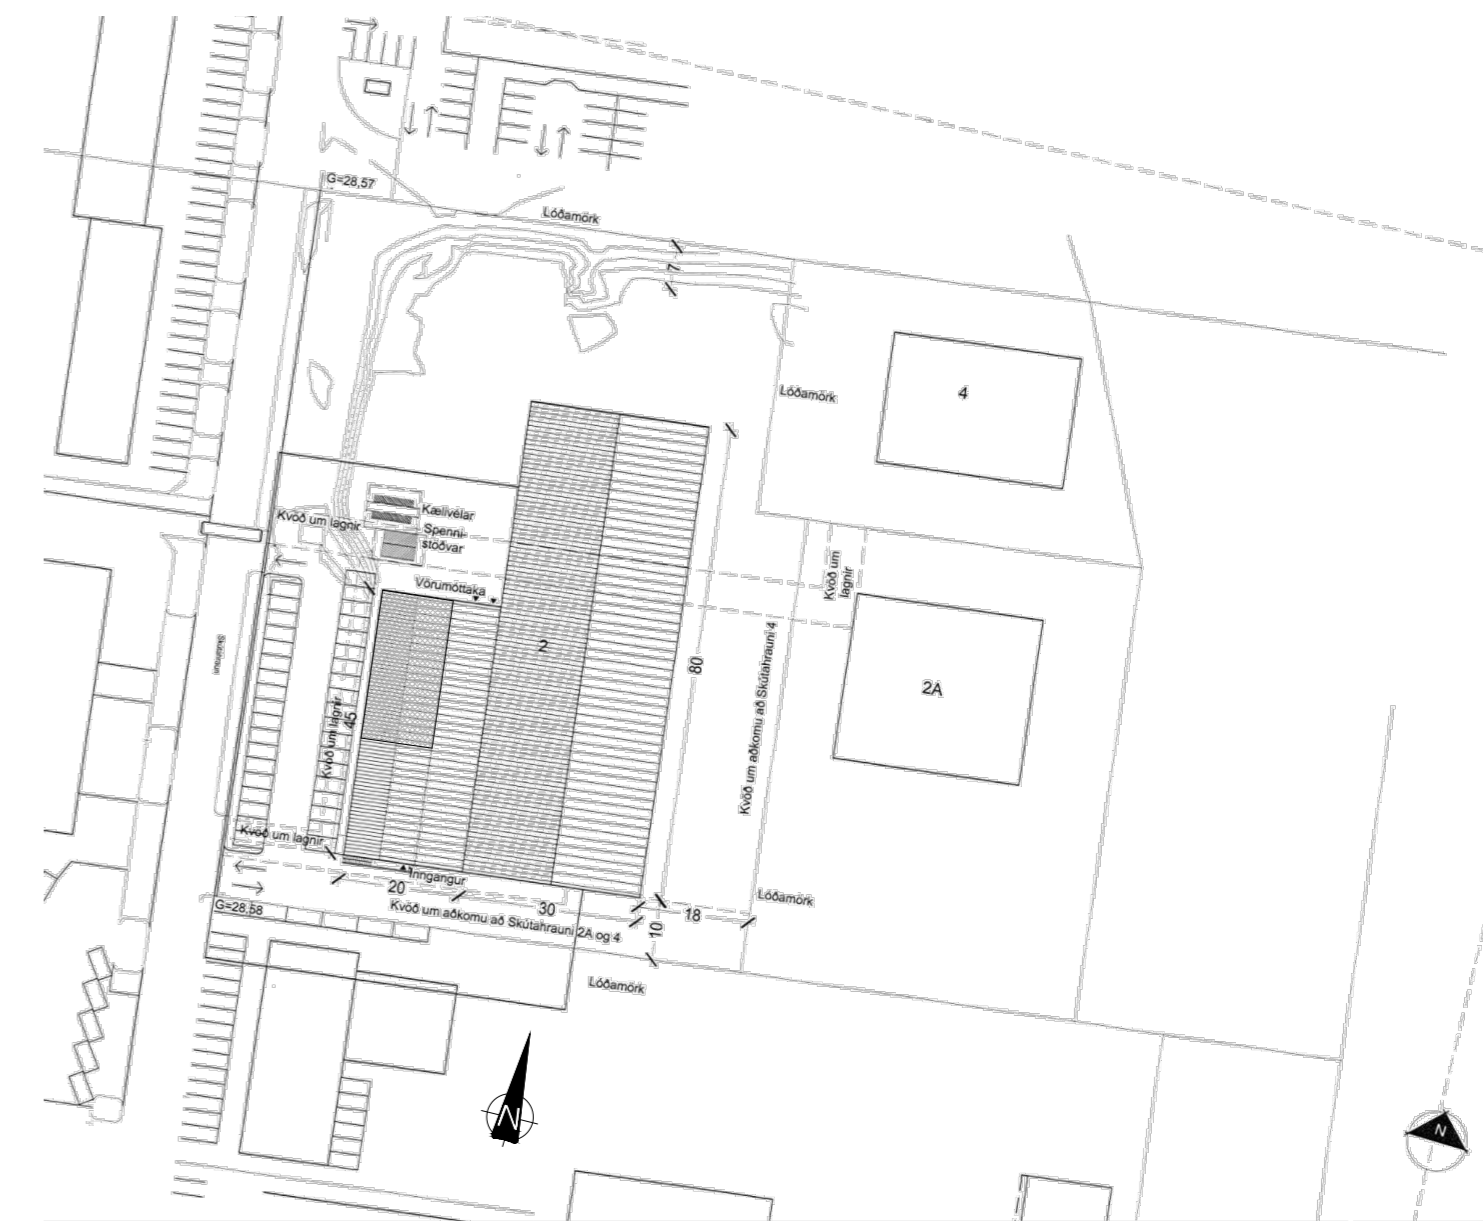 G=28,57
Lóðamörk
7
Lóðamörk
4
Kælivélar
Kvöð um lagnir
Spenni-
stöðvar
Kvöð um
lagnir
Vörumóttaka
2
Skútahraun
80
2A
Kvöð um aðkomu að Skútahrauni 4
Kvöð um lagnir
45
Kvöð um lagnir
Inngangur
20
30
Lóðamörk
18
G=28,58
Kvöð um aðkomu að Skútahrauni 2A og 4
10
Lóðamörk
N
N